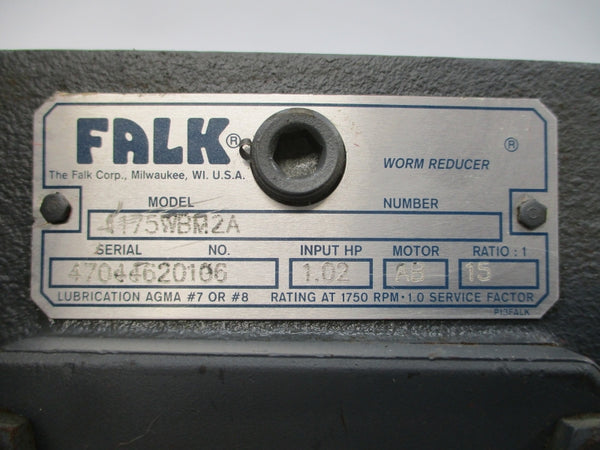 FALK®
The Falk Corp., Milwaukee, WI. U.S.A.
WORM REDUCER ®
MODEL NUMBER
1175WBM2A
SERIAL NO. INPUT HP MOTOR RATIO : 1
47044620106 1.02 AB 15
LUBRICATION AGMA #7 OR #8 RATING AT 1750 RPM · 1.0 SERVICE FACTOR
P13FALK